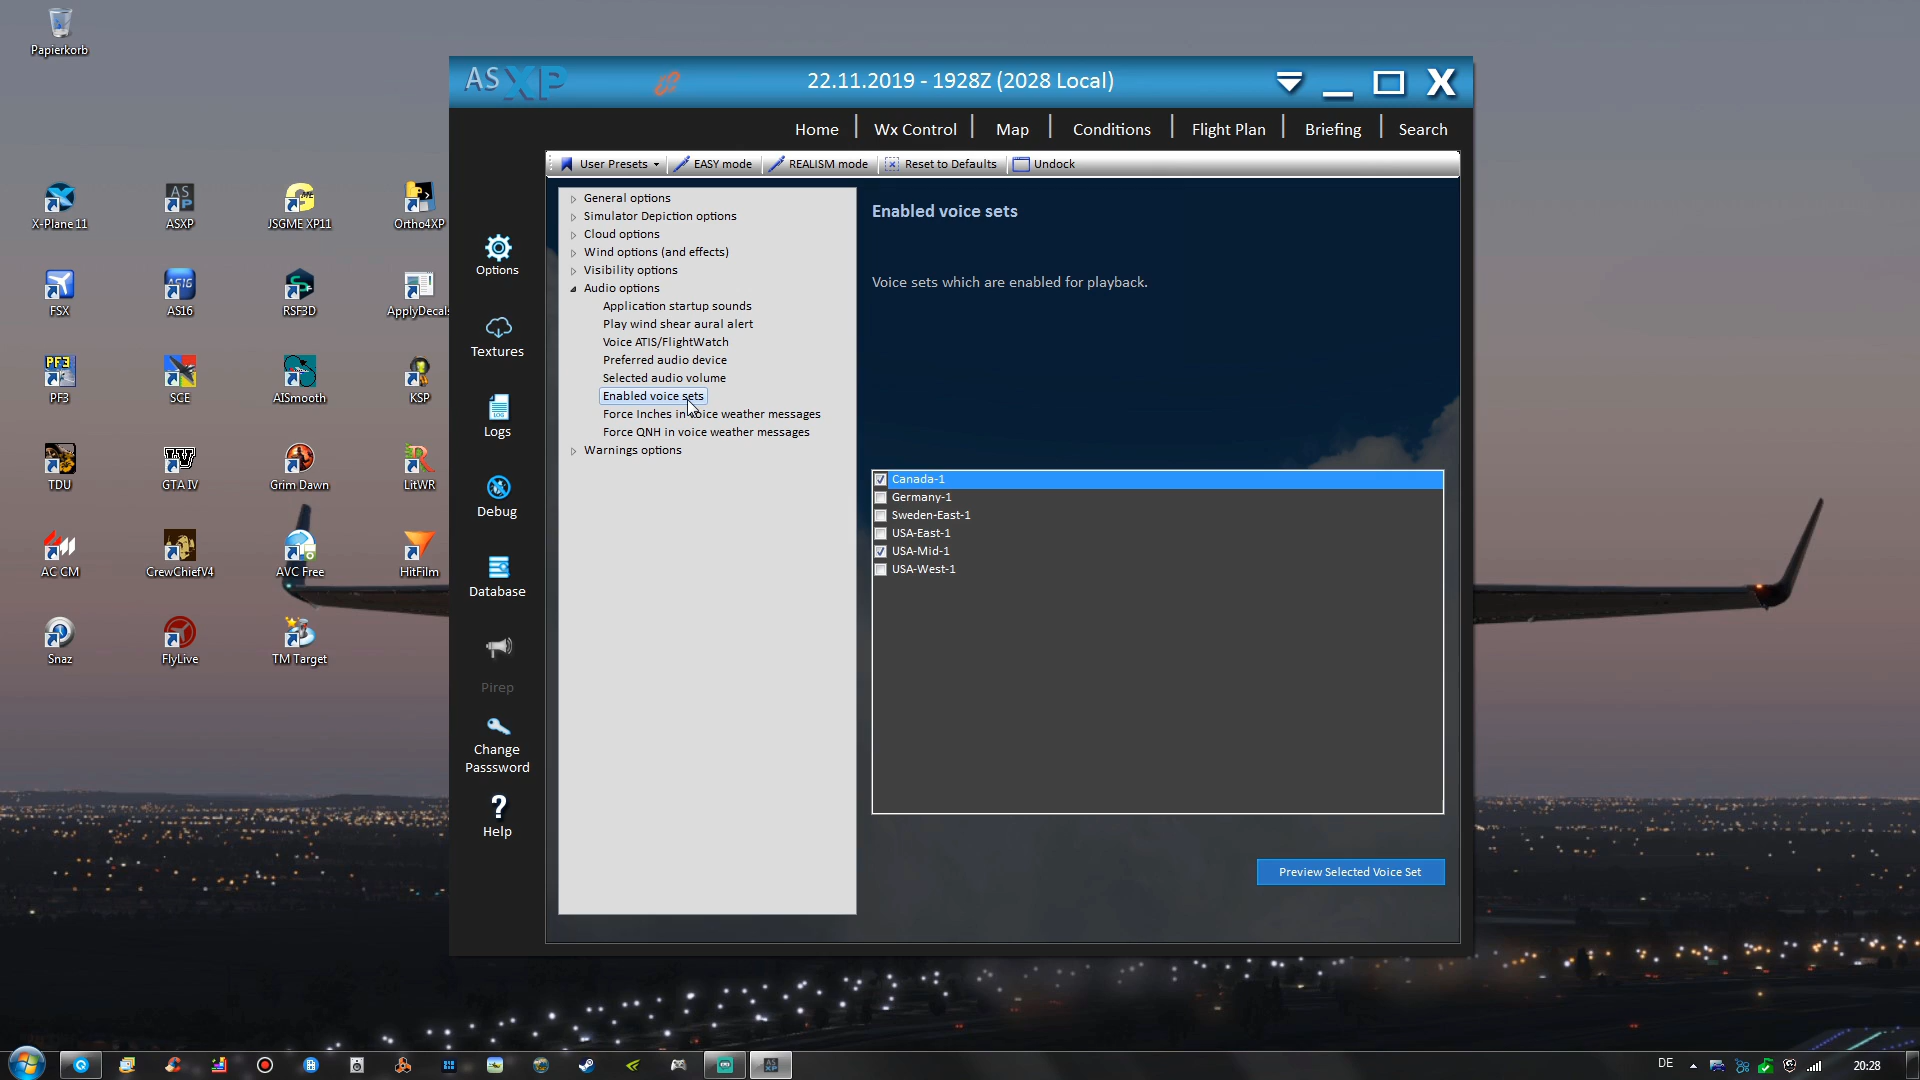 Papierkorb
X-Plane 11
ASXP
JSGME XP11
Ortho4XP
FSX
AS16
RSF3D
ApplyDecals
PF3
SCE
AISmooth
KSP
TDU
GTA IV
Grim Dawn
LitWR
AC CM
CrewChiefV4
AVC Free
HitFilm
Snaz
FlyLive
TM Target
ASXP
22.11.2019 - 1928Z (2028 Local)
Home
Wx Control
Map
Conditions
Flight Plan
Briefing
Search
User Presets
EASY mode
REALISM mode
Reset to Defaults
Undock
Options
Textures
Logs
Debug
Database
Pirep
Change
Passsword
Help
General options
Simulator Depiction options
Cloud options
Wind options (and effects)
Visibility options
Audio options
Application startup sounds
Play wind shear aural alert
Voice ATIS/FlightWatch
Preferred audio device
Selected audio volume
Enabled voice sets
Force Inches in voice weather messages
Force QNH in voice weather messages
Warnings options
Enabled voice sets
Voice sets which are enabled for playback.
Canada-1
Germany-1
Sweden-East-1
USA-East-1
USA-Mid-1
USA-West-1
Preview Selected Voice Set
DE
20:28